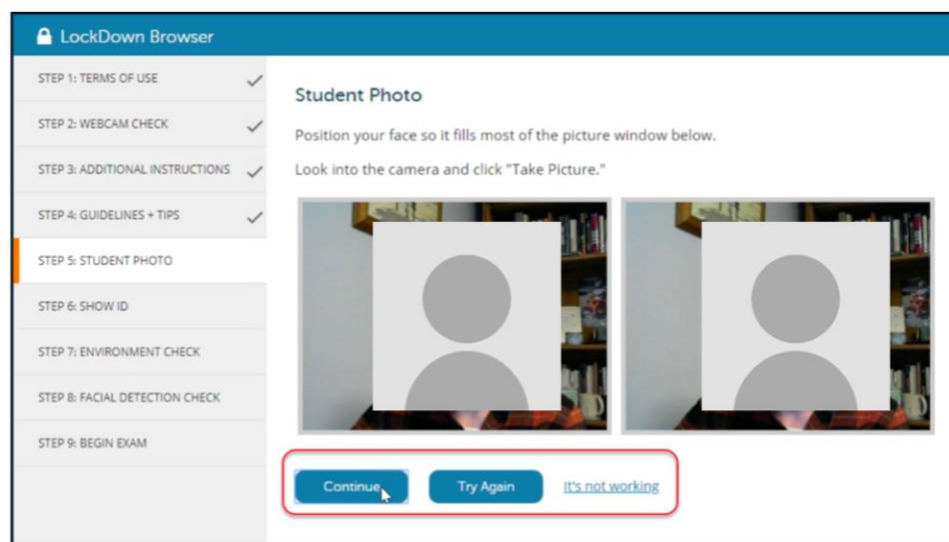 LockDown Browser
STEP 1: TERMS OF USE
STEP 2: WEBCAM CHECK
STEP 3: ADDITIONAL INSTRUCTIONS
STEP 4: GUIDELINES + TIPS
STEP 5: STUDENT PHOTO
STEP 6: SHOW ID
STEP 7: ENVIRONMENT CHECK
STEP 8: FACIAL DETECTION CHECK
STEP 9: BEGIN EXAM
Student Photo
Position your face so it fills most of the picture window below.
Look into the camera and click "Take Picture."
Continue
Try Again
It's not working